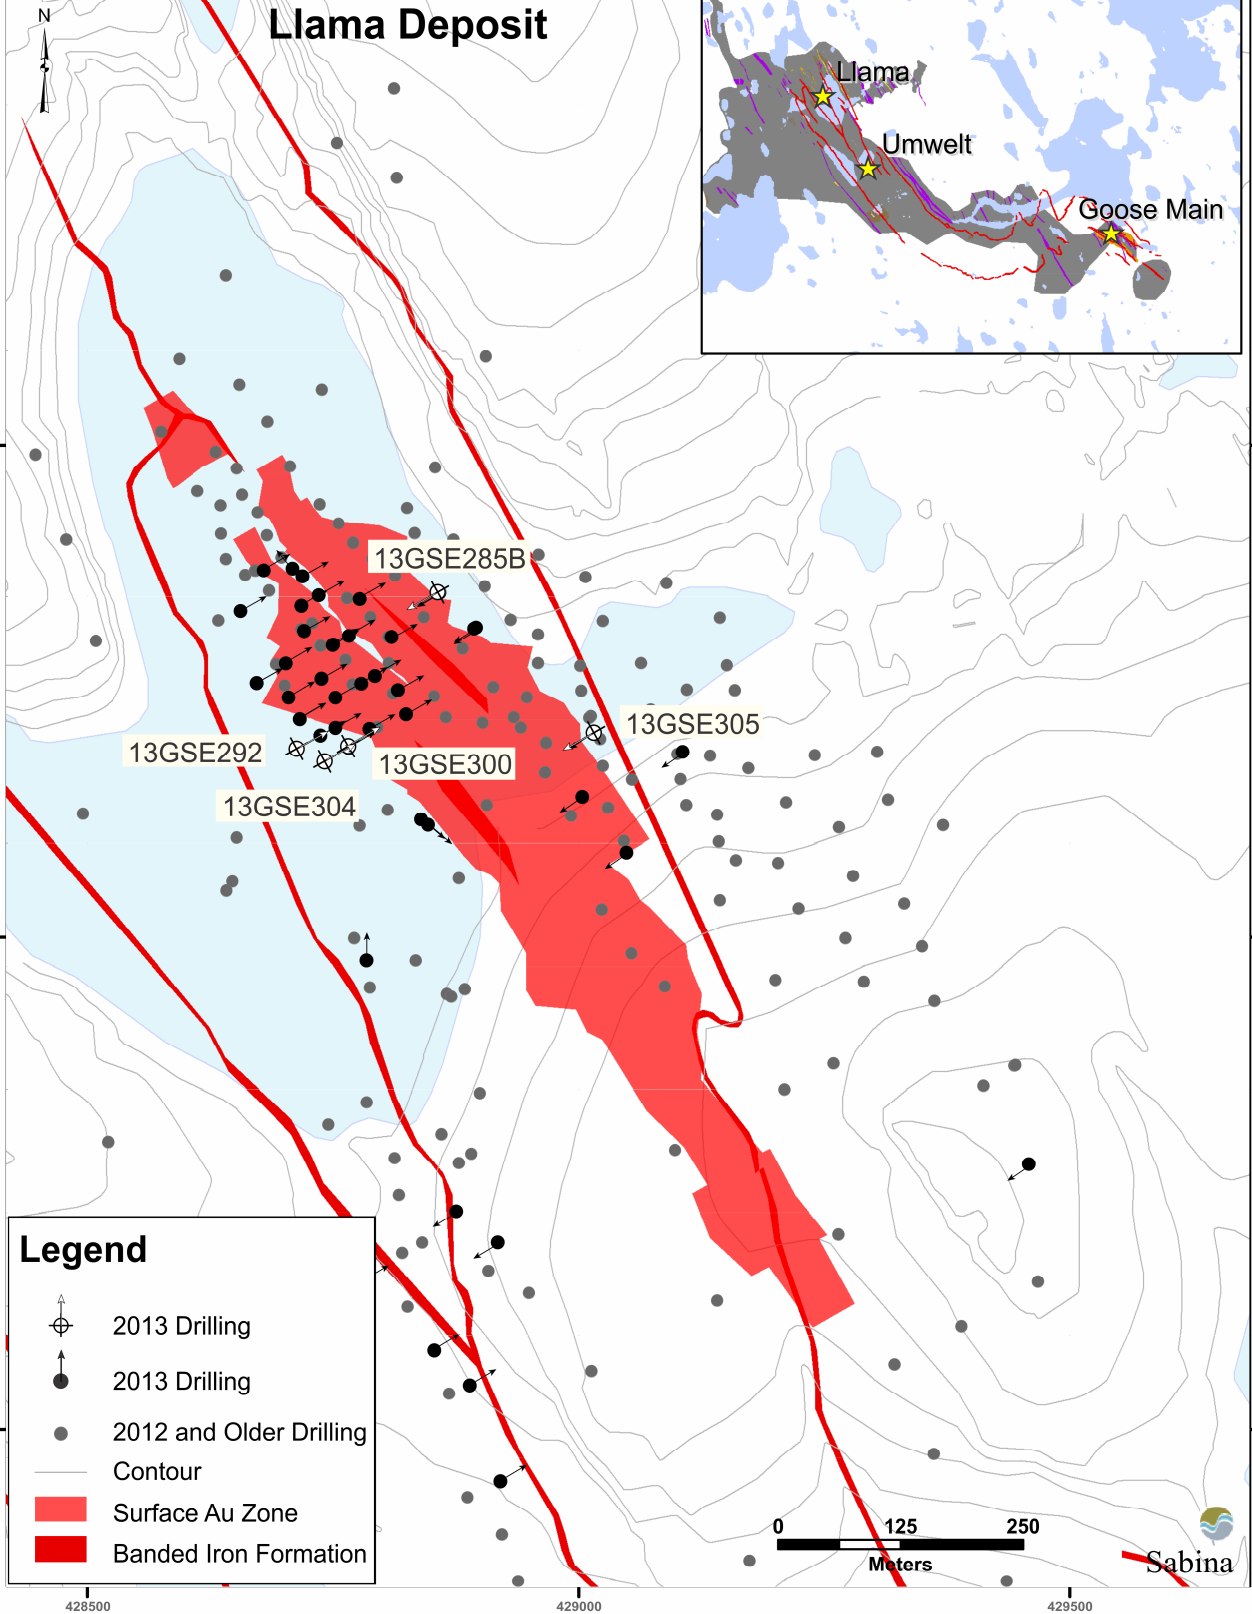 N
Llama Deposit
Llama
Umwelt
Goose Main
13GSE285B
13GSE305
13GSE292
13GSE300
13GSE304
Legend
2013 Drilling
2013 Drilling
2012 and Older Drilling
Contour
Surface Au Zone
Banded Iron Formation
0 125 250
Meters
Sabina
428500 429000 429500